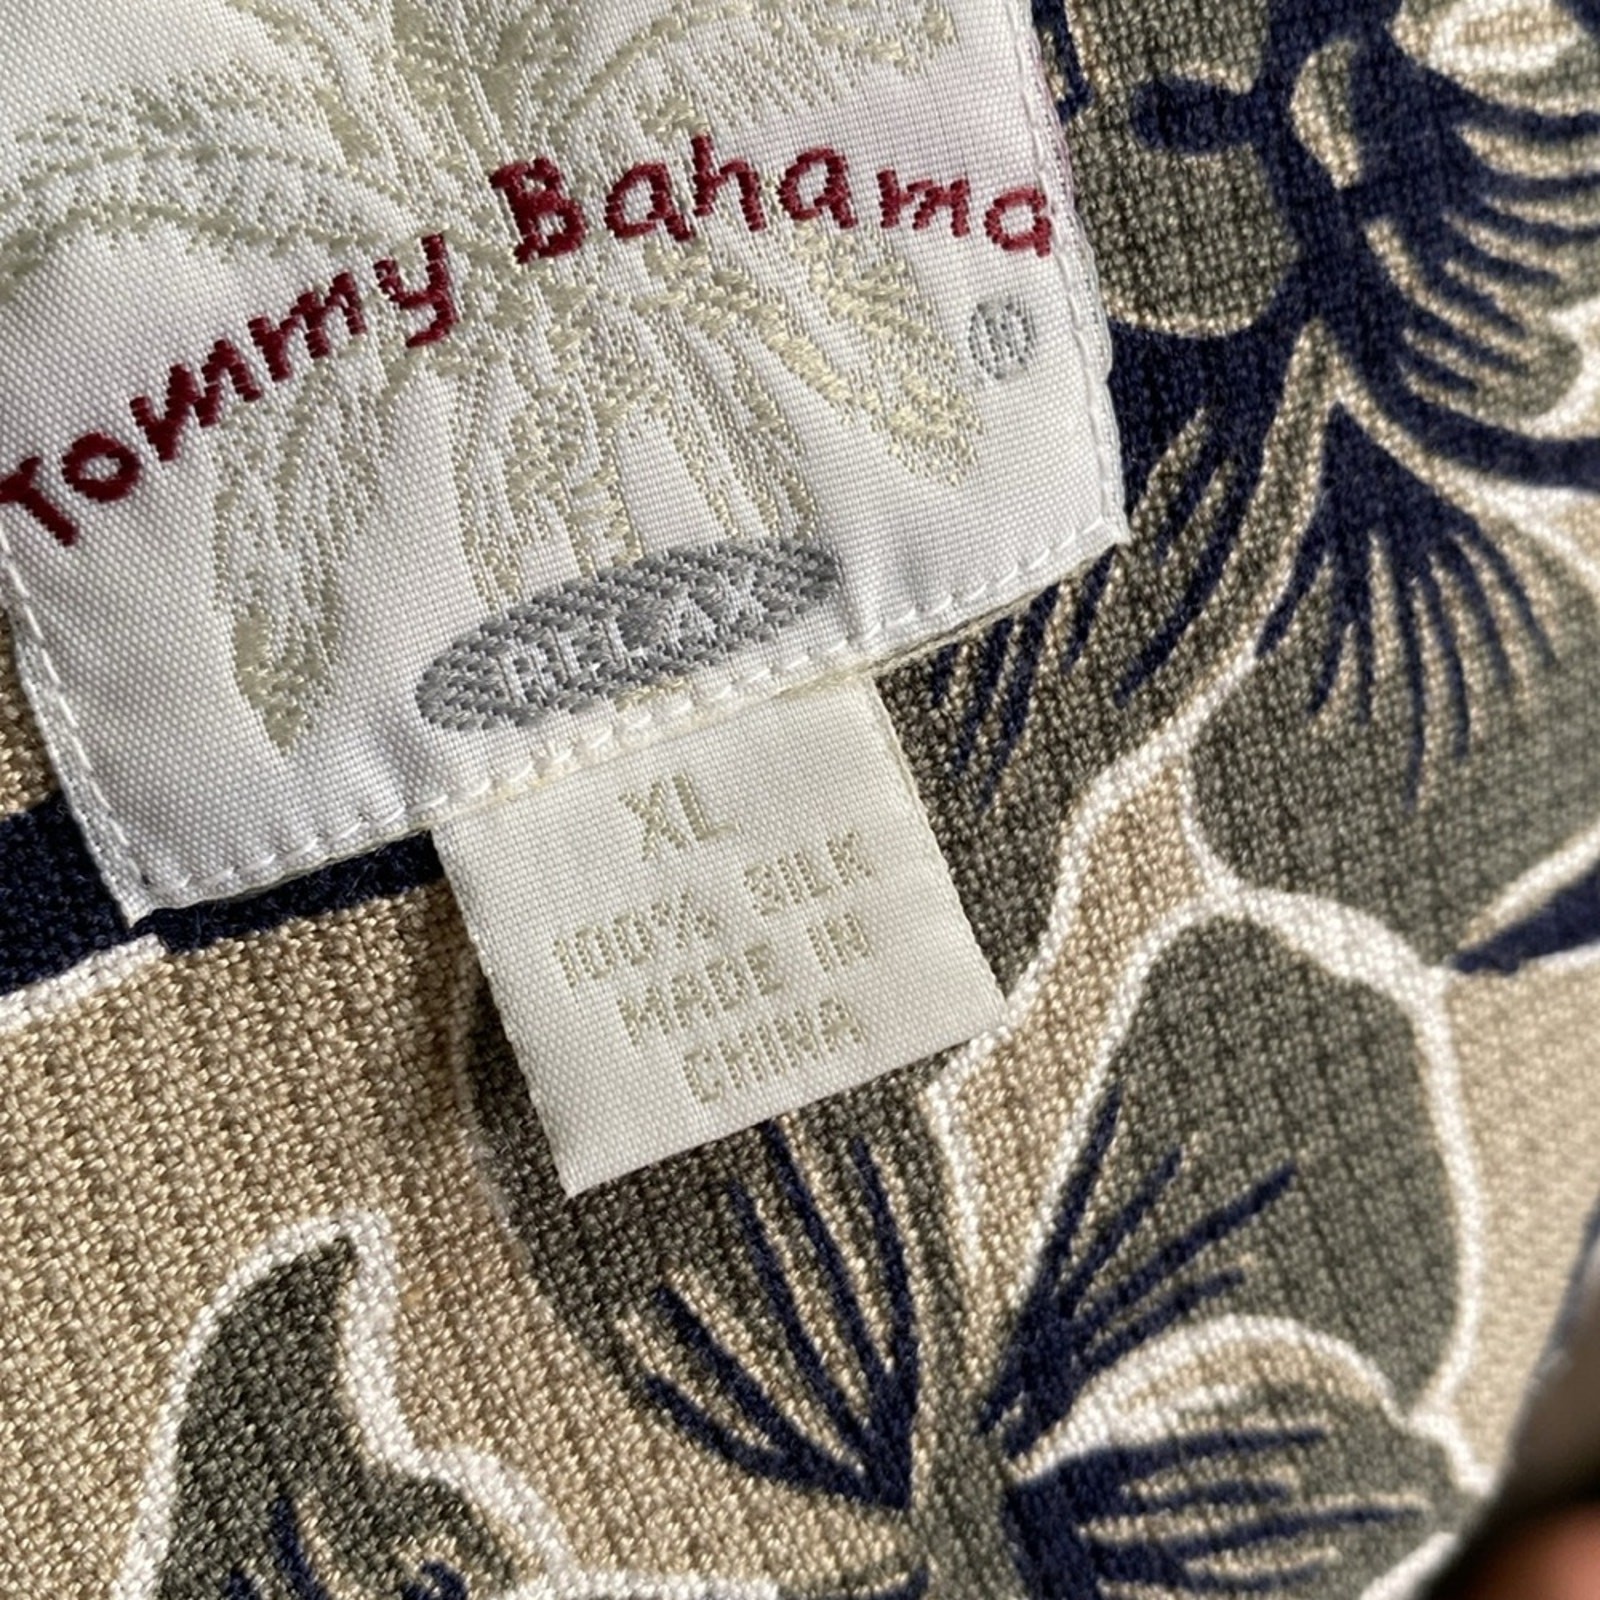 Tommy Bahama
®
RELAX
XL
100% SILK
MADE IN
CHINA